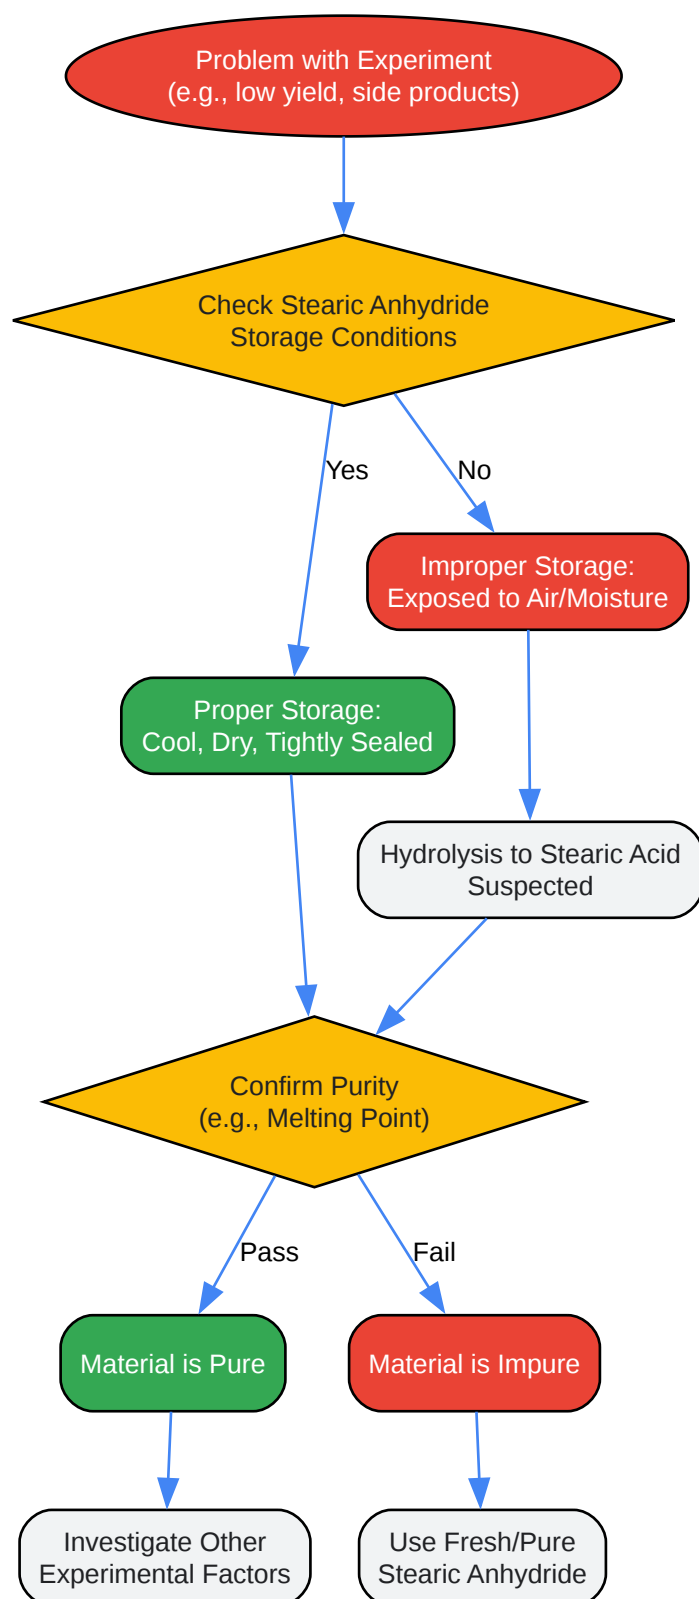 Problem with Experiment
(e.g., low yield, side products)
Check Stearic Anhydride
Storage Conditions
Yes
No
Improper Storage:
Exposed to Air/Moisture
Proper Storage:
Cool, Dry, Tightly Sealed
Hydrolysis to Stearic Acid
Suspected
Confirm Purity
(e.g., Melting Point)
Pass
Fail
Material is Pure
Material is Impure
Investigate Other
Experimental Factors
Use Fresh/Pure
Stearic Anhydride